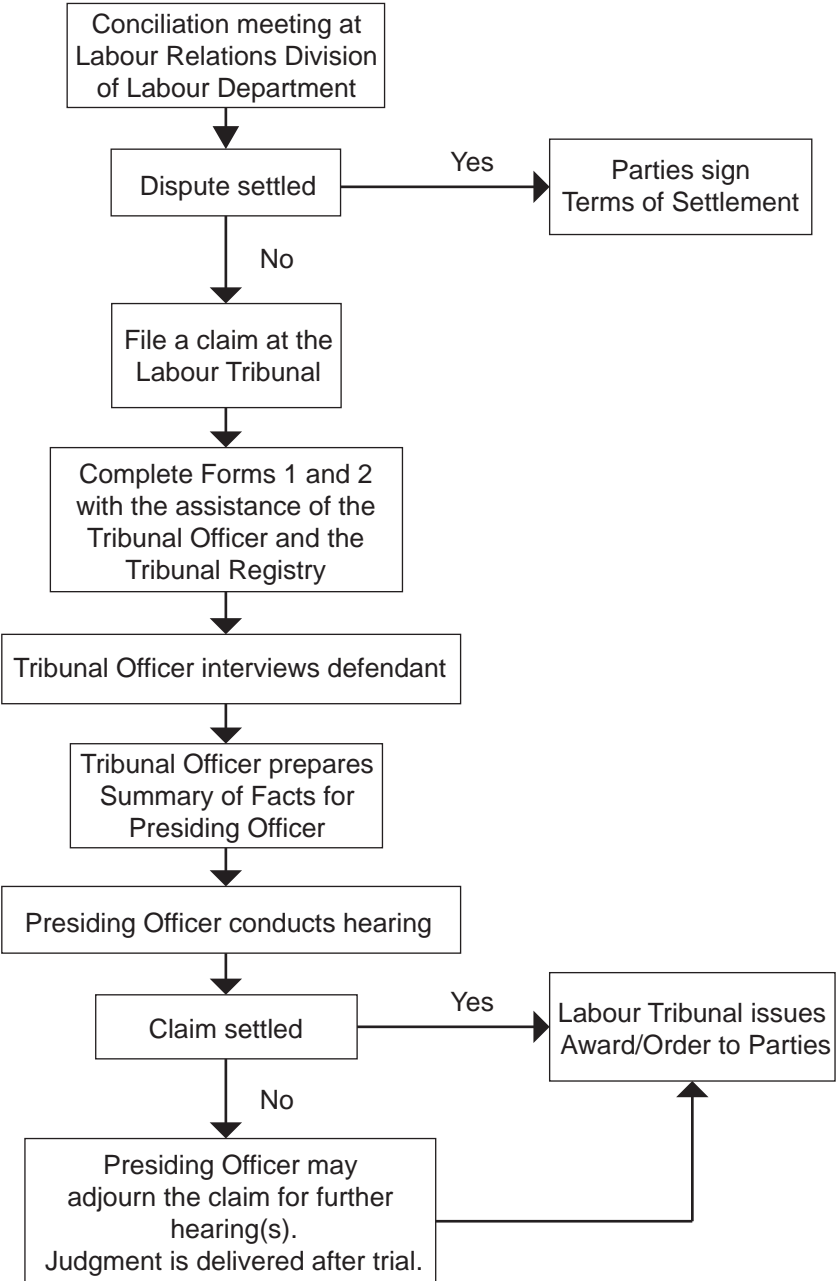 Conciliation meeting at
Labour Relations Division
of Labour Department
Dispute settled
Yes
Parties sign
Terms of Settlement
No
File a claim at the
Labour Tribunal
Complete Forms 1 and 2
with the assistance of the
Tribunal Officer and the
Tribunal Registry
Tribunal Officer interviews defendant
Tribunal Officer prepares
Summary of Facts for
Presiding Officer
Presiding Officer conducts hearing
Claim settled
Yes
Labour Tribunal issues
Award/Order to Parties
No
Presiding Officer may
adjourn the claim for further
hearing(s).
Judgment is delivered after trial.